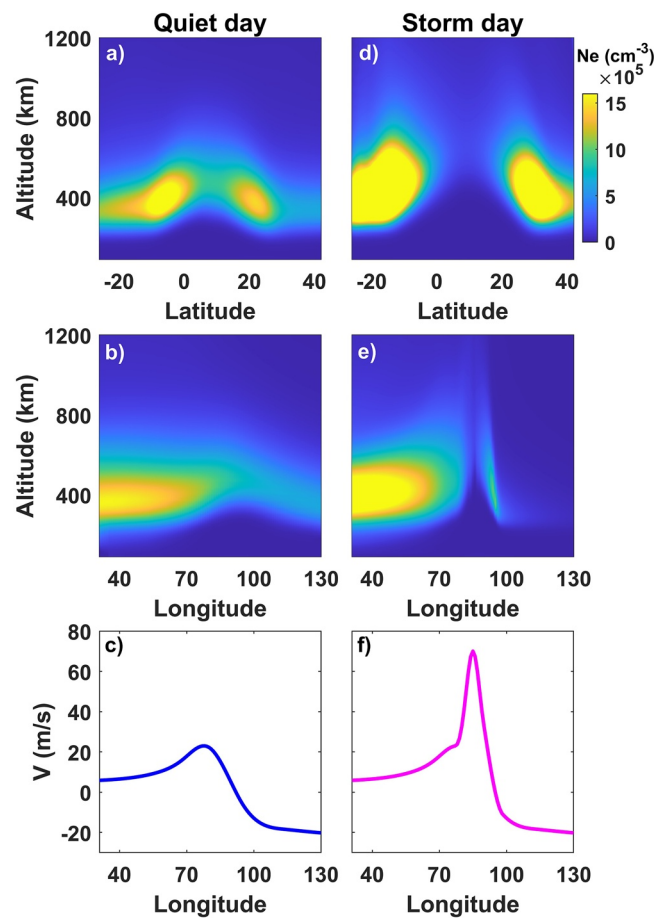 Quiet day
Storm day
a)
1200
800
400
Altitude (km)
-20 0 20 40
Latitude
d)
-20 0 20 40
Latitude
Ne (cm-3)
×105
15
10
5
0
b)
1200
800
400
Altitude (km)
40 70 100 130
Longitude
e)
40 70 100 130
Longitude
c)
80
60
40
20
0
-20
V (m/s)
40 70 100 130
Longitude
f)
40 70 100 130
Longitude